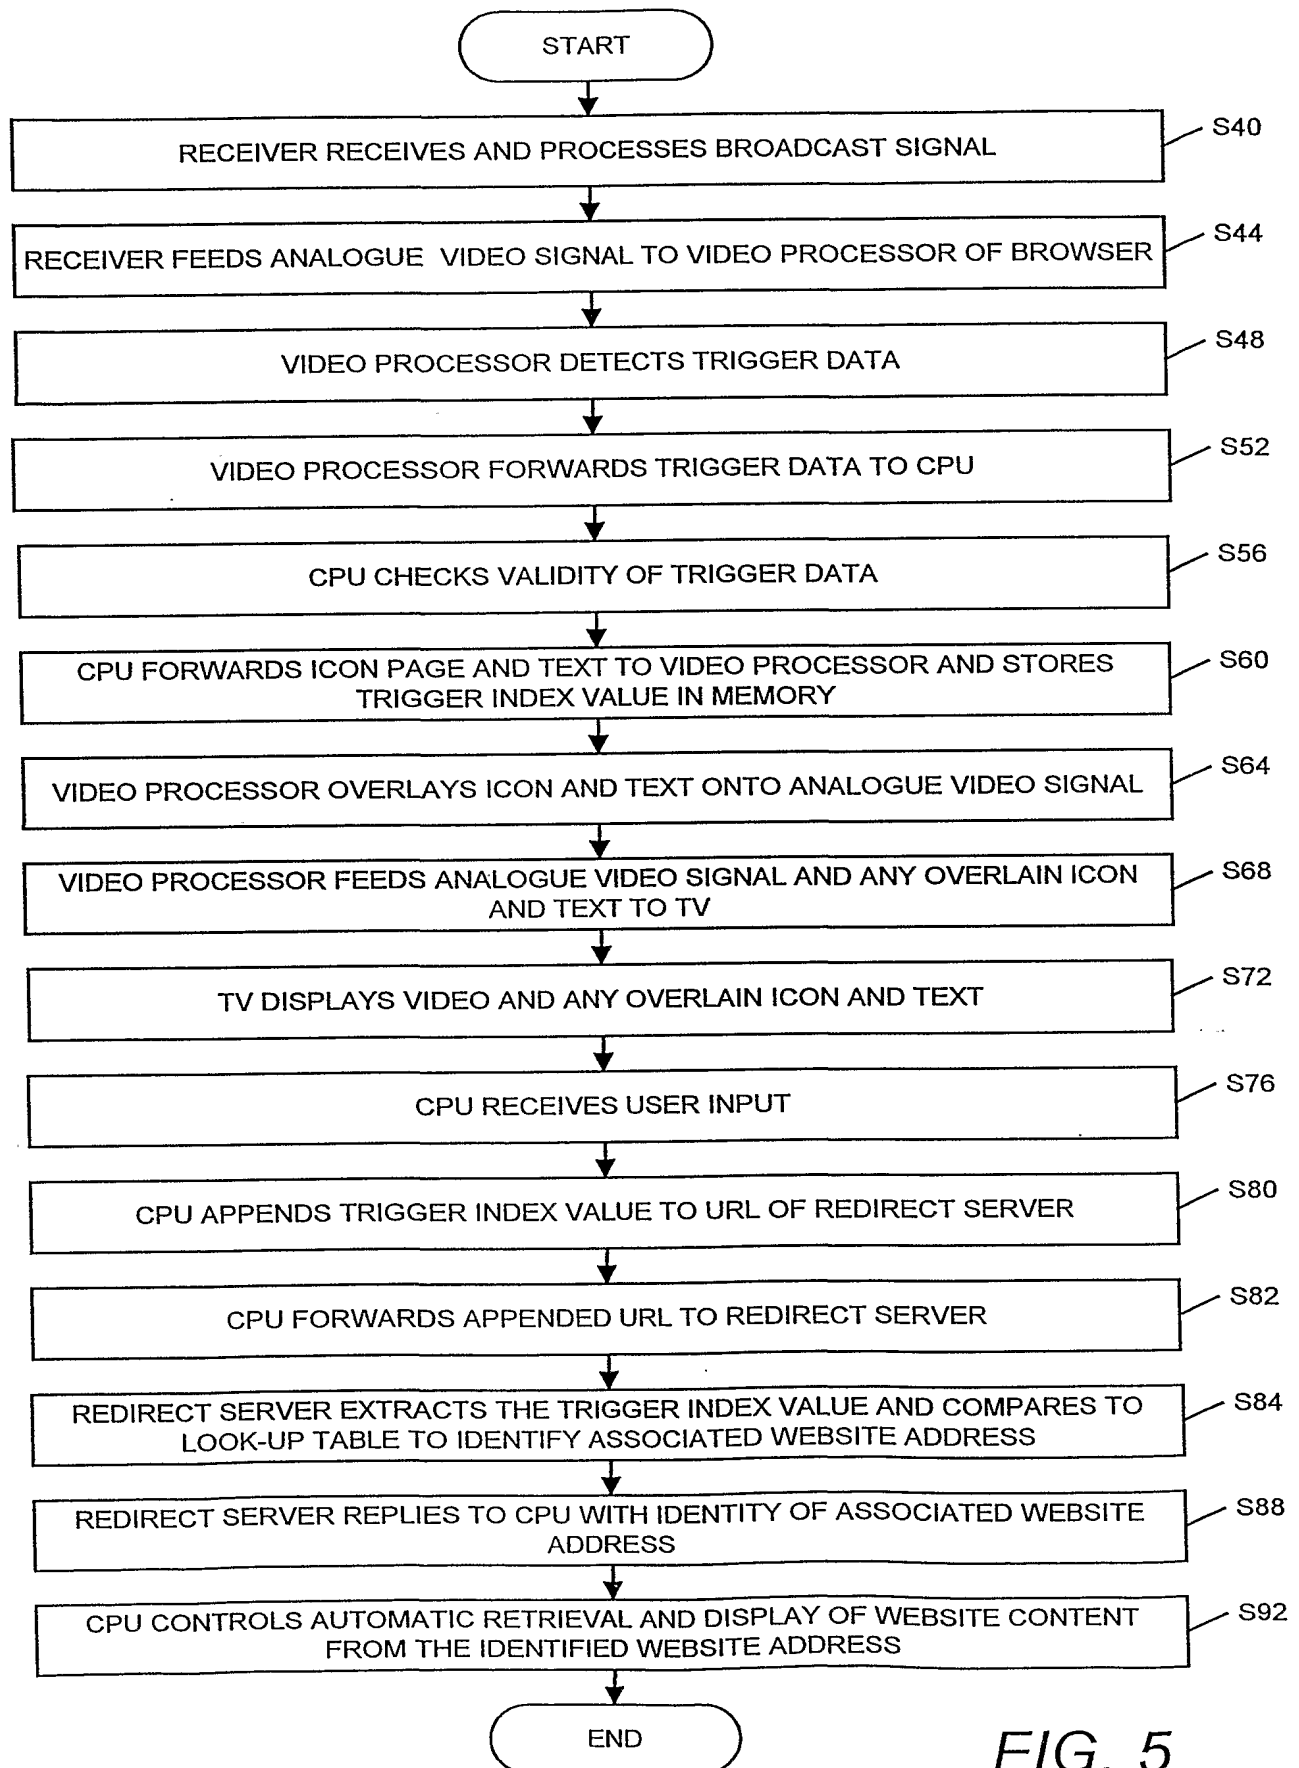 START
RECEIVER RECEIVES AND PROCESSES BROADCAST SIGNAL
S40
RECEIVER FEEDS ANALOGUE VIDEO SIGNAL TO VIDEO PROCESSOR OF BROWSER
S44
VIDEO PROCESSOR DETECTS TRIGGER DATA
S48
VIDEO PROCESSOR FORWARDS TRIGGER DATA TO CPU
S52
CPU CHECKS VALIDITY OF TRIGGER DATA
S56
CPU FORWARDS ICON PAGE AND TEXT TO VIDEO PROCESSOR AND STORES
TRIGGER INDEX VALUE IN MEMORY
S60
VIDEO PROCESSOR OVERLAYS ICON AND TEXT ONTO ANALOGUE VIDEO SIGNAL
S64
VIDEO PROCESSOR FEEDS ANALOGUE VIDEO SIGNAL AND ANY OVERLAIN ICON
AND TEXT TO TV
S68
TV DISPLAYS VIDEO AND ANY OVERLAIN ICON AND TEXT
S72
CPU RECEIVES USER INPUT
S76
CPU APPENDS TRIGGER INDEX VALUE TO URL OF REDIRECT SERVER
S80
CPU FORWARDS APPENDED URL TO REDIRECT SERVER
S82
REDIRECT SERVER EXTRACTS THE TRIGGER INDEX VALUE AND COMPARES TO
LOOK-UP TABLE TO IDENTIFY ASSOCIATED WEBSITE ADDRESS
S84
REDIRECT SERVER REPLIES TO CPU WITH IDENTITY OF ASSOCIATED WEBSITE
ADDRESS
S88
CPU CONTROLS AUTOMATIC RETRIEVAL AND DISPLAY OF WEBSITE CONTENT
FROM THE IDENTIFIED WEBSITE ADDRESS
S92
END
FIG. 5